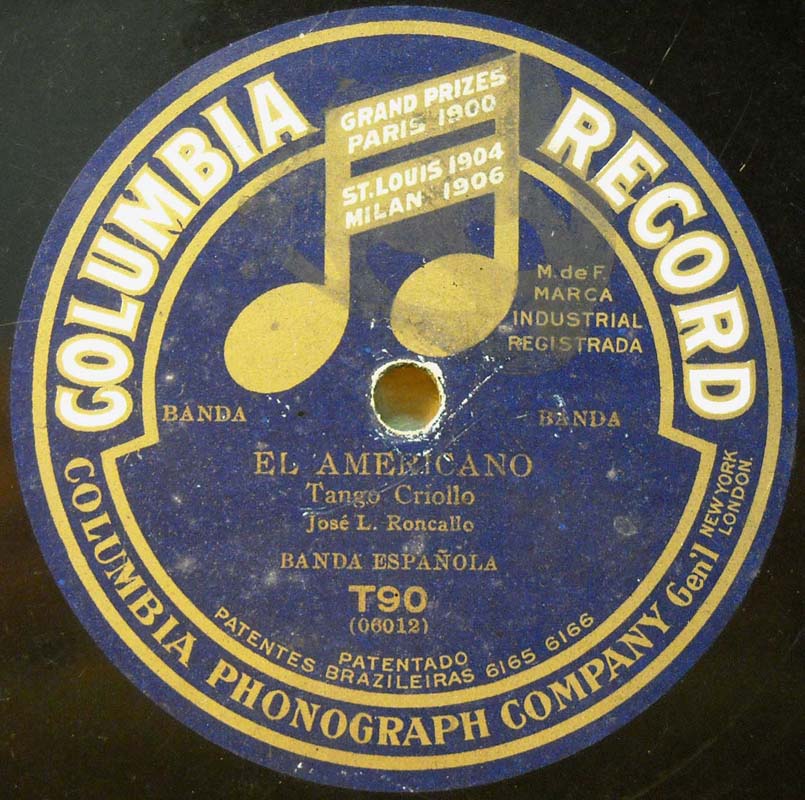 COLUMBIA RECORD
GRAND PRIZES
PARIS 1900
ST. LOUIS 1904
MILAN 1906
M. de F.
MARCA
INDUSTRIAL
REGISTRADA
BANDA
BANDA
EL AMERICANO
Tango Criollo
José L. Roncallo
BANDA ESPAÑOLA
T90
(06012)
PATENTADO
PATENTES BRAZILEIRAS 6165 6166
COLUMBIA PHONOGRAPH COMPANY Gen'l
NEW YORK
LONDON.